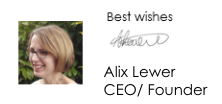 Best wishes
Alix Lewer
CEO/ Founder